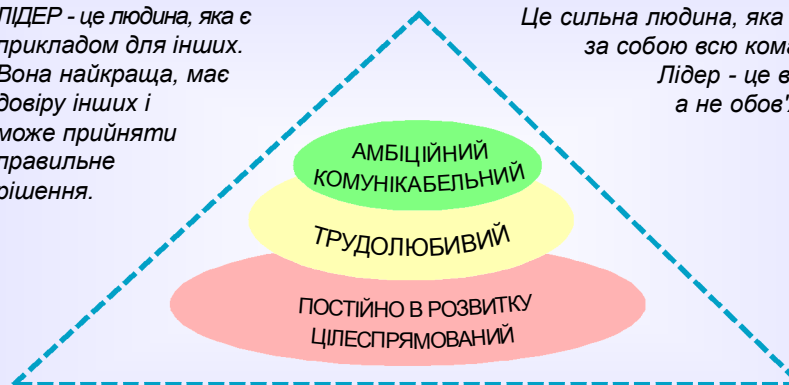 ЛІДЕР - це людина, яка є
прикладом для інших.
Вона найкраща, має
довіру інших і
може прийняти
правильне
рішення.
Це сильна людина, яка
за собою всю
Лідер - це
а не
АМБІЦІЙНИЙ
КОМУНІКАБЕЛЬНИЙ
ТРУДОЛЮБИВИЙ
ПОСТІЙНО В РОЗВИТКУ
ЦІЛЕСПРЯМОВАНИЙ